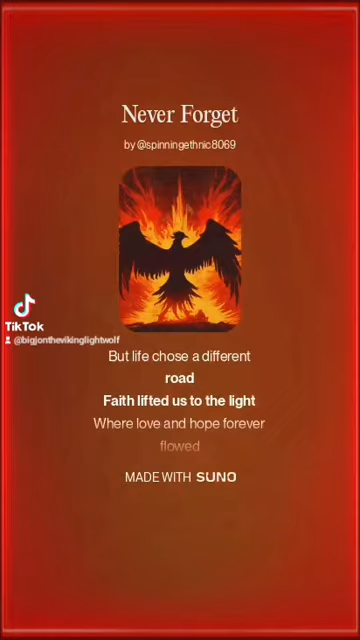 Never Forget
by @spinningethnic8069
TikTok
@bigjonthevikinglightwolf
But life chose a different
road
Faith lifted us to the light
Where love and hope forever
flowed
MADE WITH SUNO